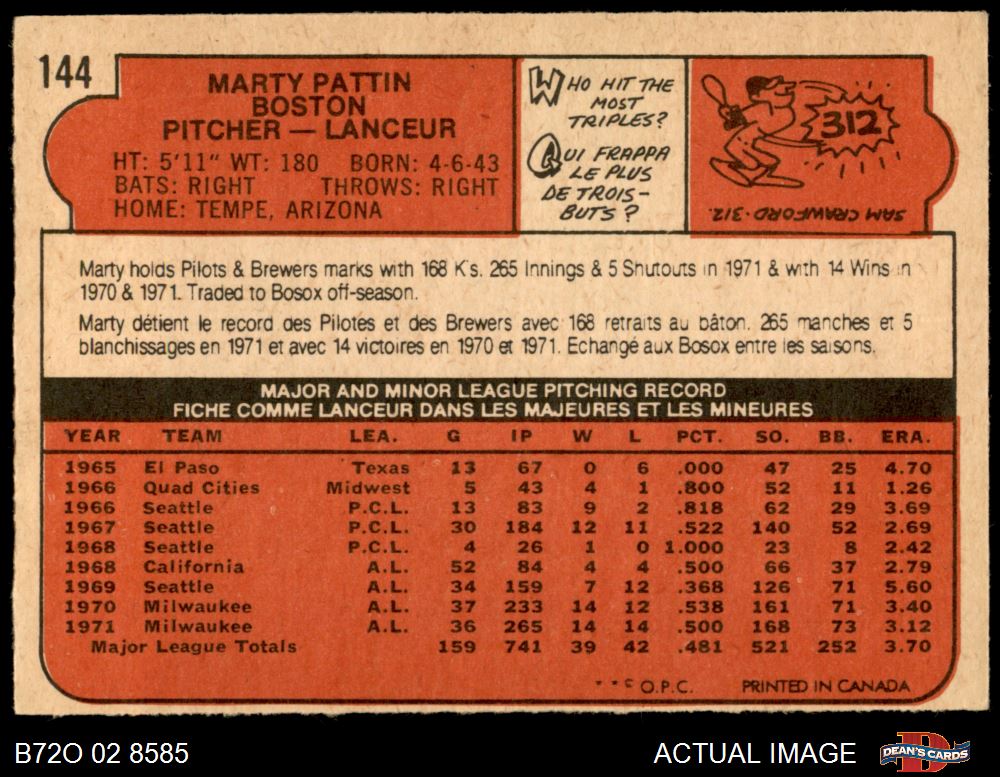 144
MARTY PATTIN
BOSTON
PITCHER — LANCEUR
HT: 5'11" WT: 180 BORN: 4-6-43
BATS: RIGHT THROWS: RIGHT
HOME: TEMPE, ARIZONA
WHO HIT THE
MOST
TRIPLES?
QUI FRAPPA
LE PLUS
DE TROIS-
BUTS?
312
SAM CRAWFORD-312.
Marty holds Pilots & Brewers marks with 168 K's. 265 Innings & 5 Shutouts in 1971 & with 14 Wins in
1970 & 1971. Traded to Bosox off-season.
Marty détient le record des Pilotes et des Brewers avec 168 retraits au bâton. 265 manches et 5
blanchissages en 1971 et avec 14 victoires en 1970 et 1971. Echangé aux Bosox entre les saisons.
MAJOR AND MINOR LEAGUE PITCHING RECORD
FICHE COMME LANCEUR DANS LES MAJEURES ET LES MINEURES
YEAR TEAM LEA. G IP W L PCT. SO. BB. ERA.
1965 El Paso Texas 13 67 0 6 .000 47 25 4.70
1966 Quad Cities Midwest 5 43 4 1 .800 52 11 1.26
1966 Seattle P.C.L. 13 83 9 2 .818 62 29 3.69
1967 Seattle P.C.L. 30 184 12 11 .522 140 52 2.69
1968 Seattle P.C.L. 4 26 1 0 1.000 23 8 2.42
1968 California A.L. 52 84 4 4 .500 66 37 2.79
1969 Seattle A.L. 34 159 7 12 .368 126 71 5.60
1970 Milwaukee A.L. 37 233 14 12 .538 161 71 3.40
1971 Milwaukee A.L. 36 265 14 14 .500 168 73 3.12
Major League Totals 159 741 39 42 .481 521 252 3.70
* * © O.P.C. PRINTED IN CANADA
B72O 02 8585
ACTUAL IMAGE
DEAN'S CARDS